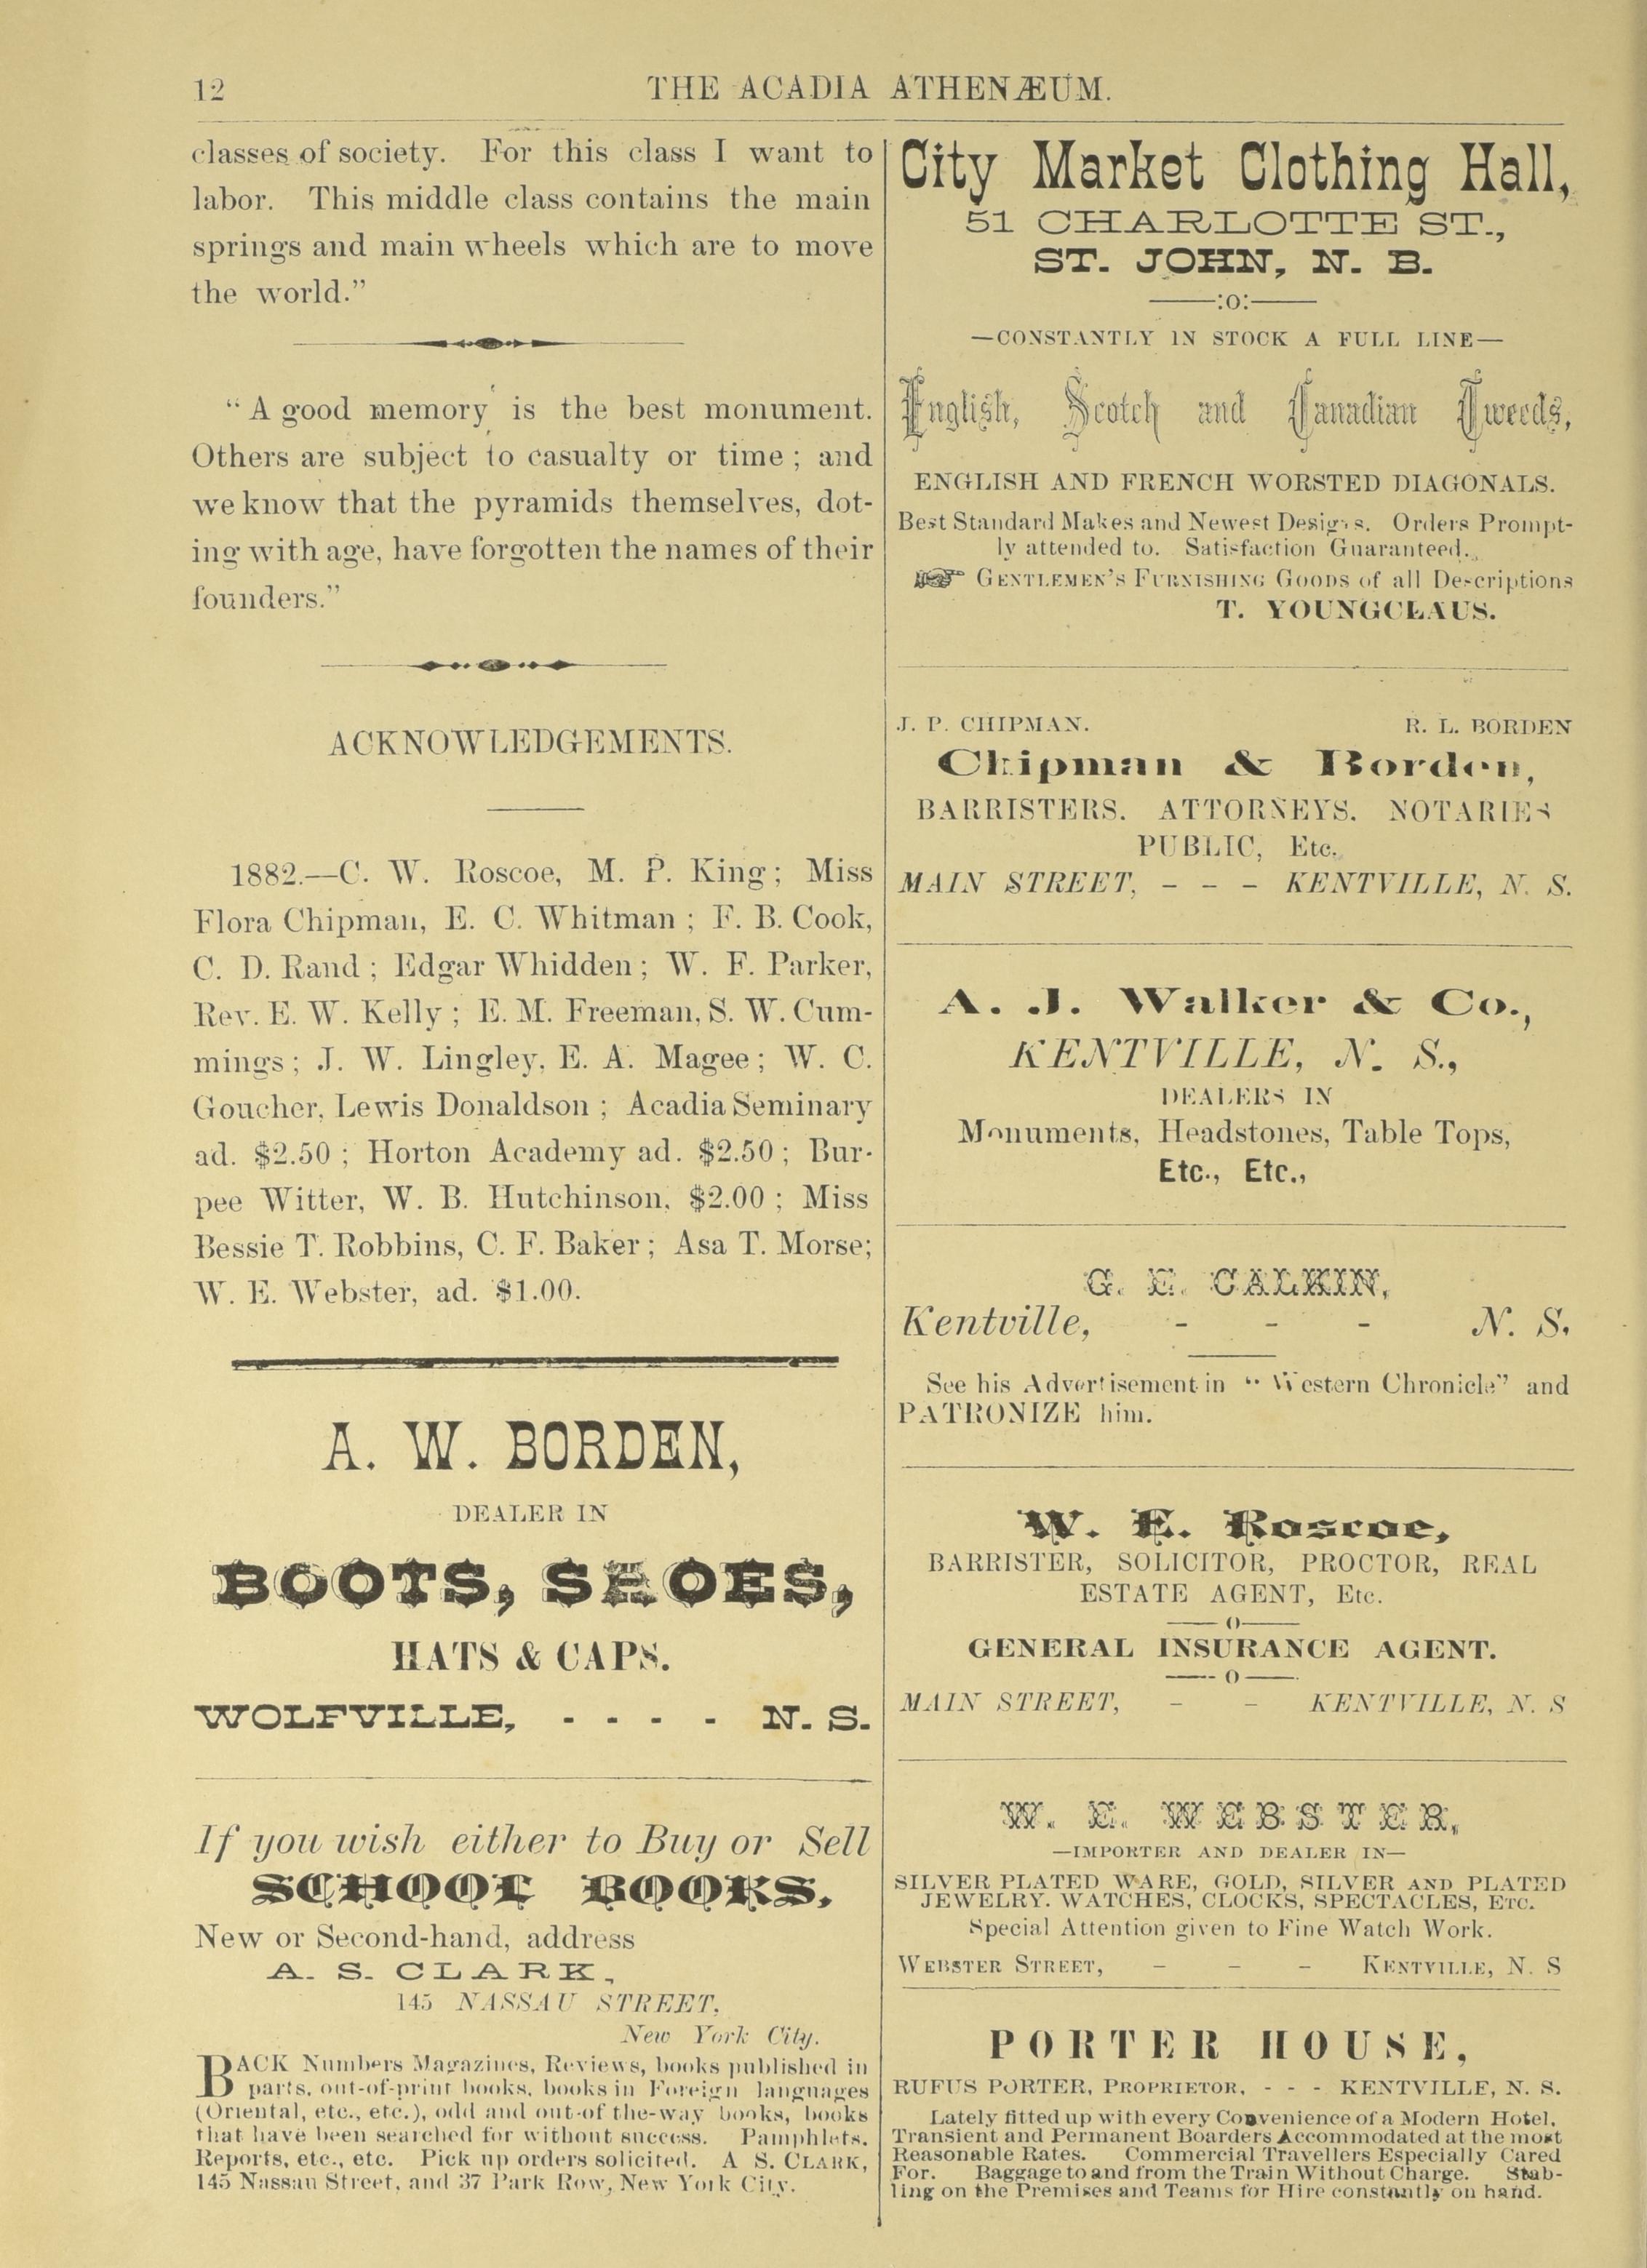 12
THE ACADIA ATHENÆUM.
classes of society. For this class I want to
labor. This middle class contains the main
springs and main wheels which are to move
the world."
"A good memory is the best monument.
Others are subject to casualty or time ; and
we know that the pyramids themselves, dot-
ing with age, have forgotten the names of their
founders."
ACKNOWLEDGEMENTS.
1882.—C. W. Roscoe, M. P. King ; Miss
Flora Chipman, E. C. Whitman ; F. B. Cook,
C. D. Rand ; Edgar Whidden ; W. F. Parker,
Rev. E. W. Kelly ; E. M. Freeman, S. W. Cum-
mings ; J. W. Lingley, E. A. Magee ; W. C.
Goucher, Lewis Donaldson ; Acadia Seminary
ad. $2.50 ; Horton Academy ad. $2.50 ; Bur-
pee Witter, W. B. Hutchinson, $2.00 ; Miss
Bessie T. Robbins, C. F. Baker ; Asa T. Morse;
W. E. Webster, ad. $1.00.
A. W. BORDEN,
DEALER IN
BOOTS, SHOES,
HATS & CAPS.
WOLFVILLE, - - - - N. S.
If you wish either to Buy or Sell
SCHOOL BOOKS,
New or Second-hand, address
A. S. CLARK,
145 NASSAU STREET,
New York City.
BACK Numbers Magazines, Reviews, books published in
parts, out-of-print books, books in Foreign languages
(Oriental, etc., etc.), odd and out-of the-way books, books
that have been searched for without success. Pamphlets,
Reports, etc., etc. Pick up orders solicited. A S. CLARK,
145 Nassau Street, and 37 Park Row, New York City.
City Market Clothing Hall,
51 CHARLOTTE ST.,
ST. JOHN, N. B.
——:o:——
—CONSTANTLY IN STOCK A FULL LINE—
English, Scotch and Canadian Tweeds,
ENGLISH AND FRENCH WORSTED DIAGONALS.
Best Standard Makes and Newest Designs. Orders Prompt-
ly attended to. Satisfaction Guaranteed.
☞ GENTLEMEN'S FURNISHING GOODS of all Descriptions
T. YOUNGCLAUS.
J. P. CHIPMAN. R. L. BORDEN
Chipman & Borden,
BARRISTERS. ATTORNEYS. NOTARIES
PUBLIC, Etc.
MAIN STREET, - - - KENTVILLE, N. S.
A. J. Walker & Co.,
KENTVILLE, N. S.,
DEALERS IN
Monuments, Headstones, Table Tops,
Etc., Etc.,
G. E. CALKIN,
Kentville, - - - N. S.
See his Advertisement in "Western Chronicle" and
PATRONIZE him.
W. E. Roscoe,
BARRISTER, SOLICITOR, PROCTOR, REAL
ESTATE AGENT, Etc.
——0——
GENERAL INSURANCE AGENT.
——0——
MAIN STREET, - - KENTVILLE, N. S
W. E. WEBSTER,
—IMPORTER AND DEALER IN—
SILVER PLATED WARE, GOLD, SILVER AND PLATED
JEWELRY. WATCHES, CLOCKS, SPECTACLES, ETC.
Special Attention given to Fine Watch Work.
WEBSTER STREET, - - - KENTVILLE, N. S
PORTER HOUSE,
RUFUS PORTER, PROPRIETOR, - - - KENTVILLE, N. S.
Lately fitted up with every Convenience of a Modern Hotel.
Transient and Permanent Boarders Accommodated at the most
Reasonable Rates. Commercial Travellers Especially Cared
For. Baggage to and from the Train Without Charge. Stab-
ling on the Premises and Teams for Hire constantly on hand.